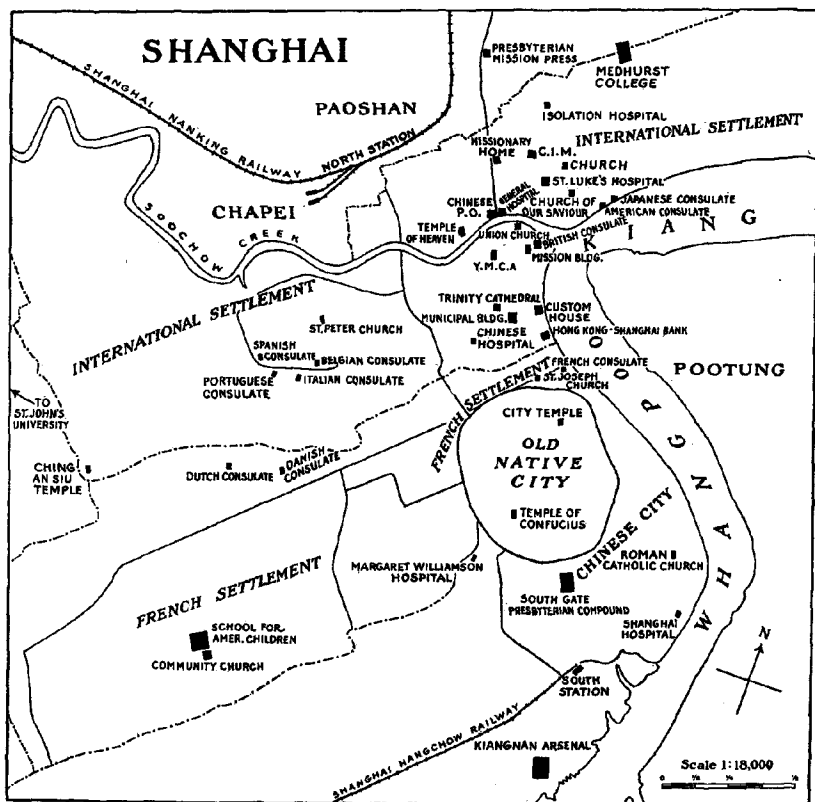 SHANGHAI
PRESBYTERIAN
MISSION PRESS
MEDHURST
COLLEGE
SHANGHAI NANKING RAILWAY
NORTH STATION
PAOSHAN
ISOLATION HOSPITAL
INTERNATIONAL SETTLEMENT
MISSIONARY
HOME
C.I.M.
CHURCH
ST. LUKE'S HOSPITAL
CHAPEI
CHINESE
P.O.
GENERAL
HOSPITAL
CHURCH OF
OUR SAVIOUR
JAPANESE CONSULATE
AMERICAN CONSULATE
SOOCHOW CREEK
TEMPLE
OF HEAVEN
UNION CHURCH
BRITISH CONSULATE
MISSION BLDG.
Y.M.C.A
WHANGPOO KIANG
INTERNATIONAL SETTLEMENT
TRINITY CATHEDRAL
MUNICIPAL BLDG.
CUSTOM
HOUSE
ST. PETER CHURCH
CHINESE
HOSPITAL
HONG KONG-SHANGHAI BANK
SPANISH
CONSULATE
BELGIAN CONSULATE
FRENCH CONSULATE
ST. JOSEPH
CHURCH
POOTUNG
PORTUGUESE
CONSULATE
ITALIAN CONSULATE
FRENCH SETTLEMENT
TO
ST. JOHN'S
UNIVERSITY
CITY TEMPLE
OLD
NATIVE
CITY
CHING
AN SIU
TEMPLE
DUTCH CONSULATE
DANISH
CONSULATE
TEMPLE OF
CONFUCIUS
CHINESE CITY
FRENCH SETTLEMENT
MARGARET WILLIAMSON
HOSPITAL
ROMAN
CATHOLIC CHURCH
SOUTH GATE
PRESBYTERIAN COMPOUND
SCHOOL FOR
AMER. CHILDREN
COMMUNITY CHURCH
SHANGHAI
HOSPITAL
N
SOUTH
STATION
SHANGHAI HANGCHOW RAILWAY
KIANGNAN ARSENAL
Scale 1:18,000